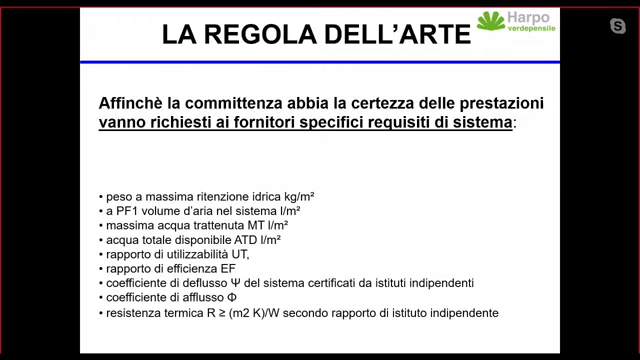 LA REGOLA DELL'ARTE
Harpo
verdepensile
Affinchè la committenza abbia la certezza delle prestazioni
vanno richiesti ai fornitori specifici requisiti di sistema:
• peso a massima ritenzione idrica kg/m²
• a PF1 volume d'aria nel sistema l/m²
• massima acqua trattenuta MT l/m²
• acqua totale disponibile ATD l/m²
• rapporto di utilizzabilità UT,
• rapporto di efficienza EF
• coefficiente di deflusso Ψ del sistema certificati da istituti indipendenti
• coefficiente di afflusso Φ
• resistenza termica R ≥ (m2 K)/W secondo rapporto di istituto indipendente